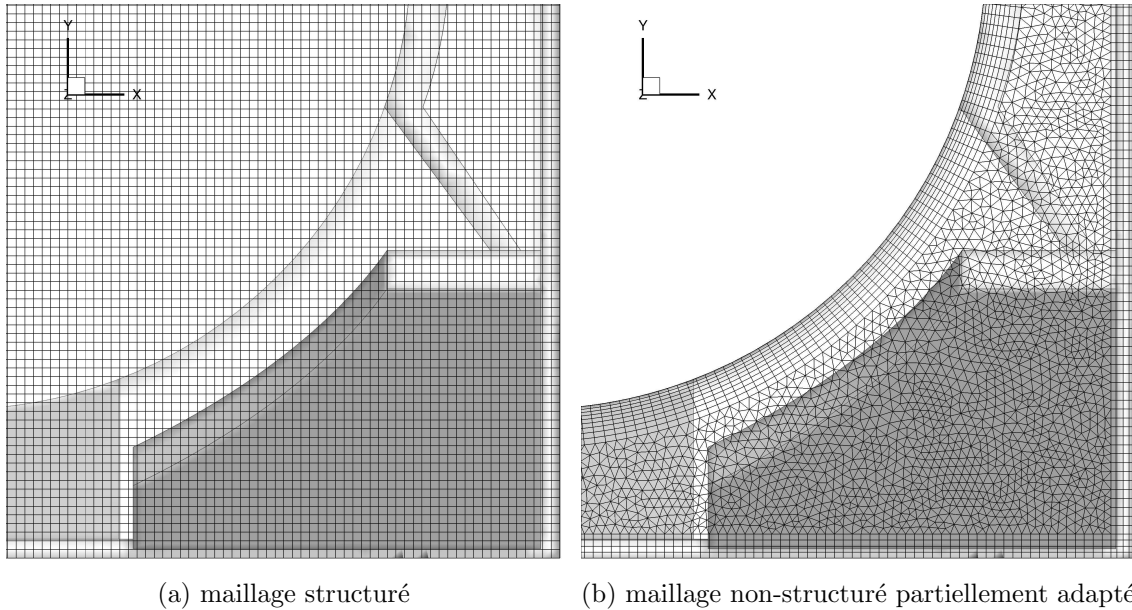 Y
Z X
Y
Z X
(a) maillage structuré
(b) maillage non-structuré partiellement adapté